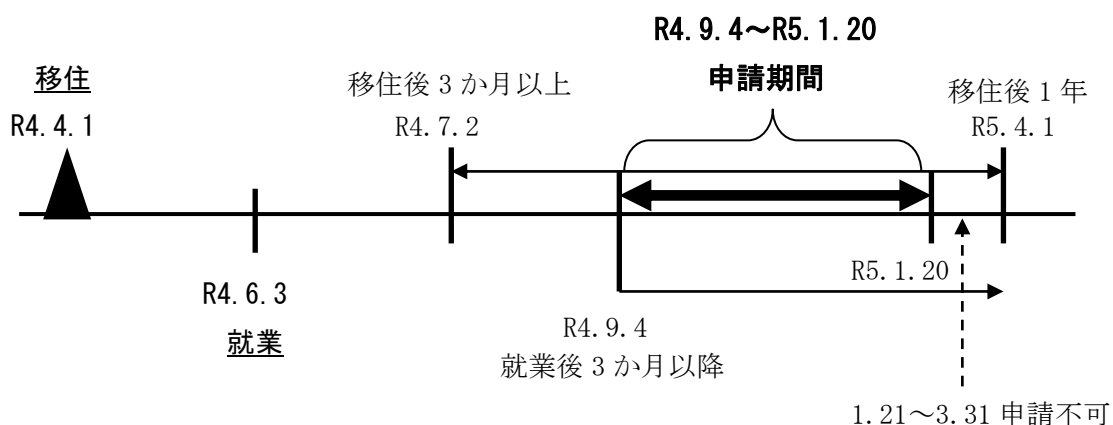 R4.9.4～R5.1.20
申請期間
移住
R4.4.1
移住後3か月以上
R4.7.2
移住後1年
R5.4.1
R4.6.3
就業
R5.1.20
R4.9.4
就業後3か月以降
1.21～3.31 申請不可